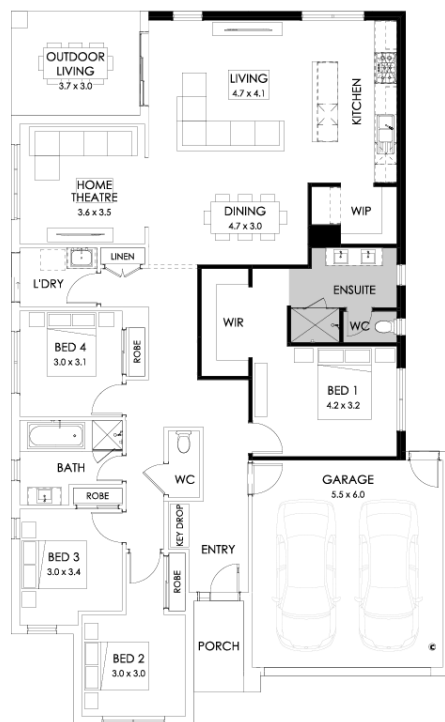 OUTDOOR
LIVING
3.7 x 3.0
LIVING
4.7 x 4.1
KITCHEN
HOME
THEATRE
3.6 x 3.5
DINING
4.7 x 3.0
WIP
LINEN
L'DRY
ENSUITE
WIR
WC
BED 4
3.0 x 3.1
ROBE
BED 1
4.2 x 3.2
BATH
WC
GARAGE
5.5 x 6.0
ROBE
KEY DROP
ENTRY
BED 3
3.0 x 3.4
ROBE
PORCH
BED 2
3.0 x 3.0
©